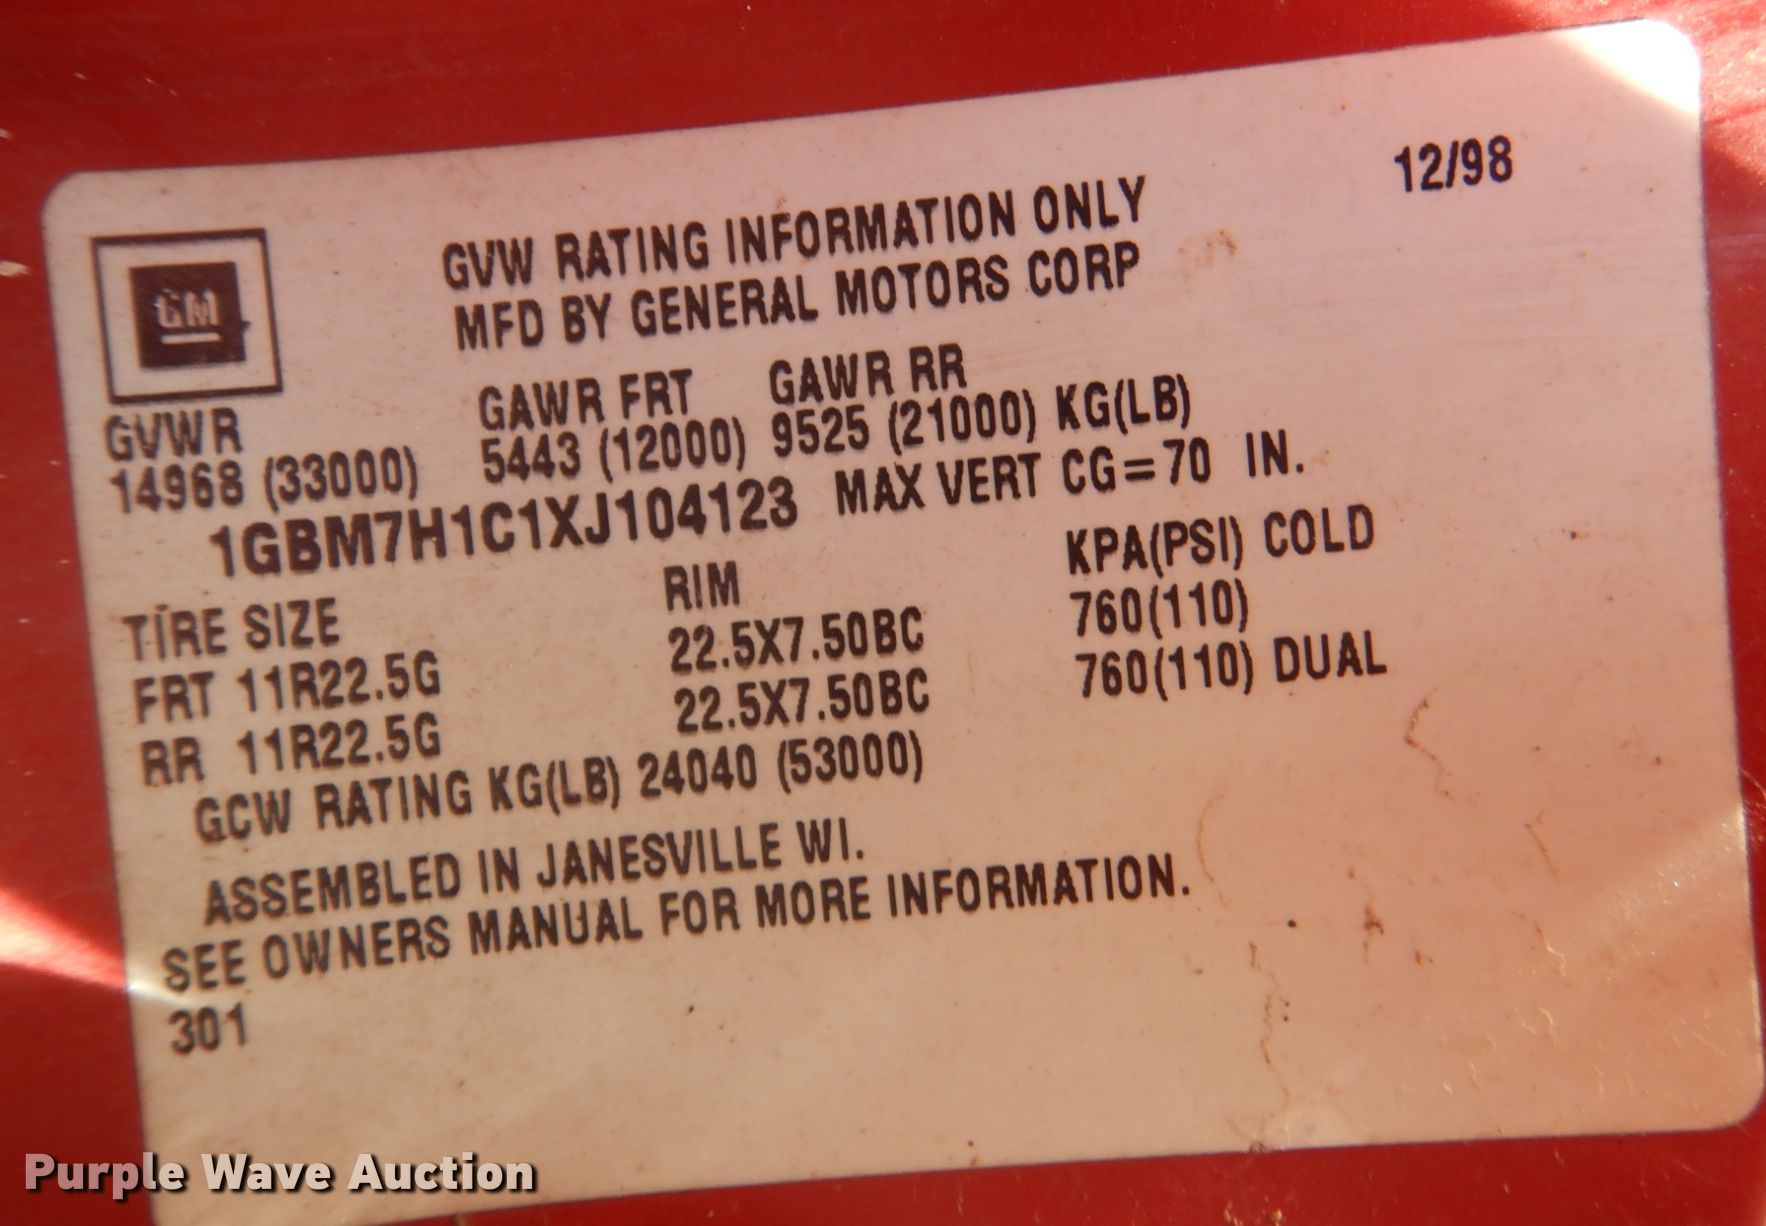 12/98
GVW RATING INFORMATION ONLY
MFD BY GENERAL MOTORS CORP
GM
GVWR GAWR FRT GAWR RR
14968 (33000) 5443 (12000) 9525 (21000) KG(LB)
1GBM7H1C1XJ104123 MAX VERT CG=70 IN.
TIRE SIZE RIM KPA(PSI) COLD
FRT 11R22.5G 22.5X7.50BC 760(110)
RR 11R22.5G 22.5X7.50BC 760(110) DUAL
GCW RATING KG(LB) 24040 (53000)
ASSEMBLED IN JANESVILLE WI.
SEE OWNERS MANUAL FOR MORE INFORMATION.
301
Purple Wave Auction